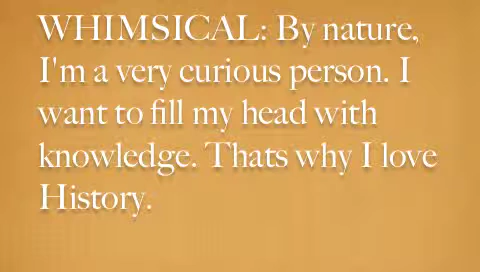 WHIMSICAL: By nature,
I'm a very curious person. I
want to fill my head with
knowledge. Thats why I love
History.